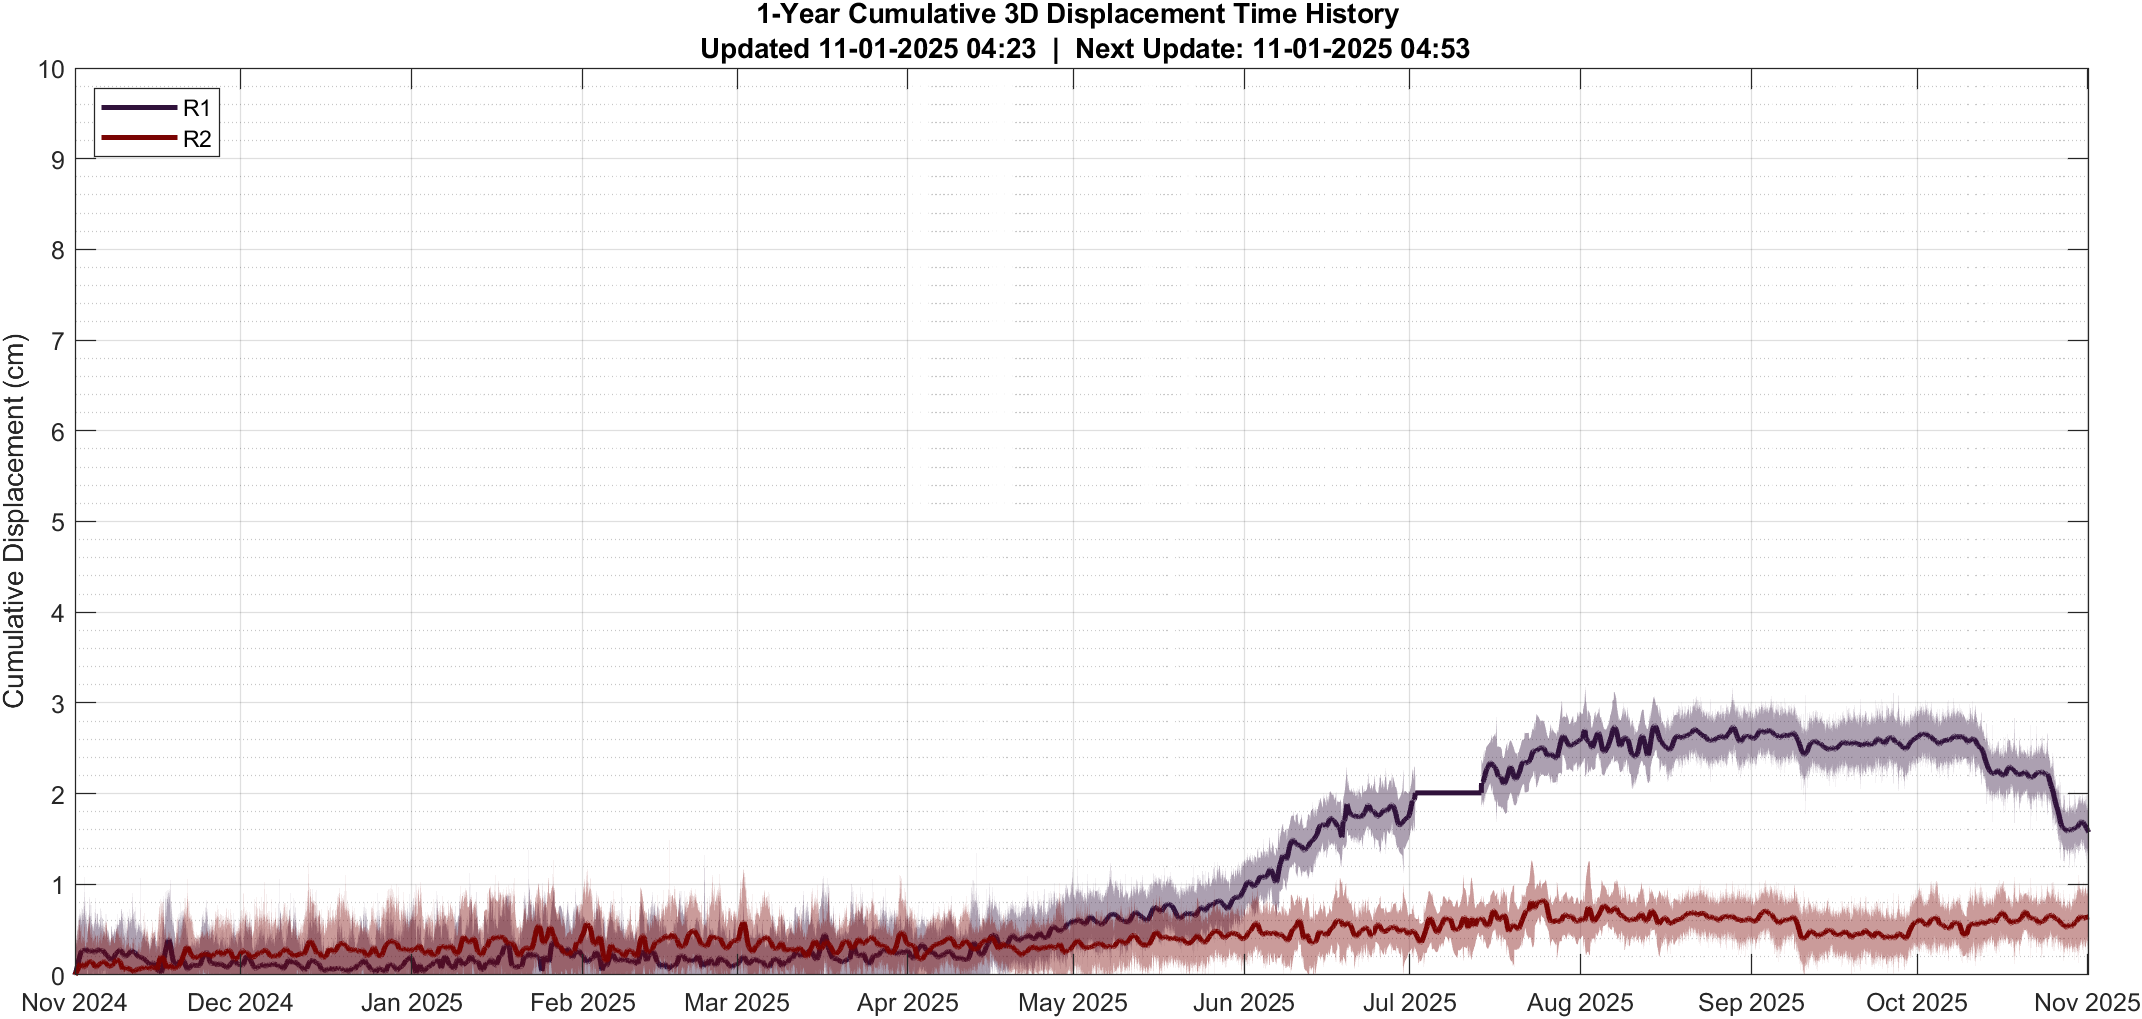 1-Year Cumulative 3D Displacement Time History
Updated 11-01-2025 04:23 | Next Update: 11-01-2025 04:53
R1
R2
Cumulative Displacement (cm)
10
9
8
7
6
5
4
3
2
1
0
Nov 2024 Dec 2024 Jan 2025 Feb 2025 Mar 2025 Apr 2025 May 2025 Jun 2025 Jul 2025 Aug 2025 Sep 2025 Oct 2025 Nov 2025